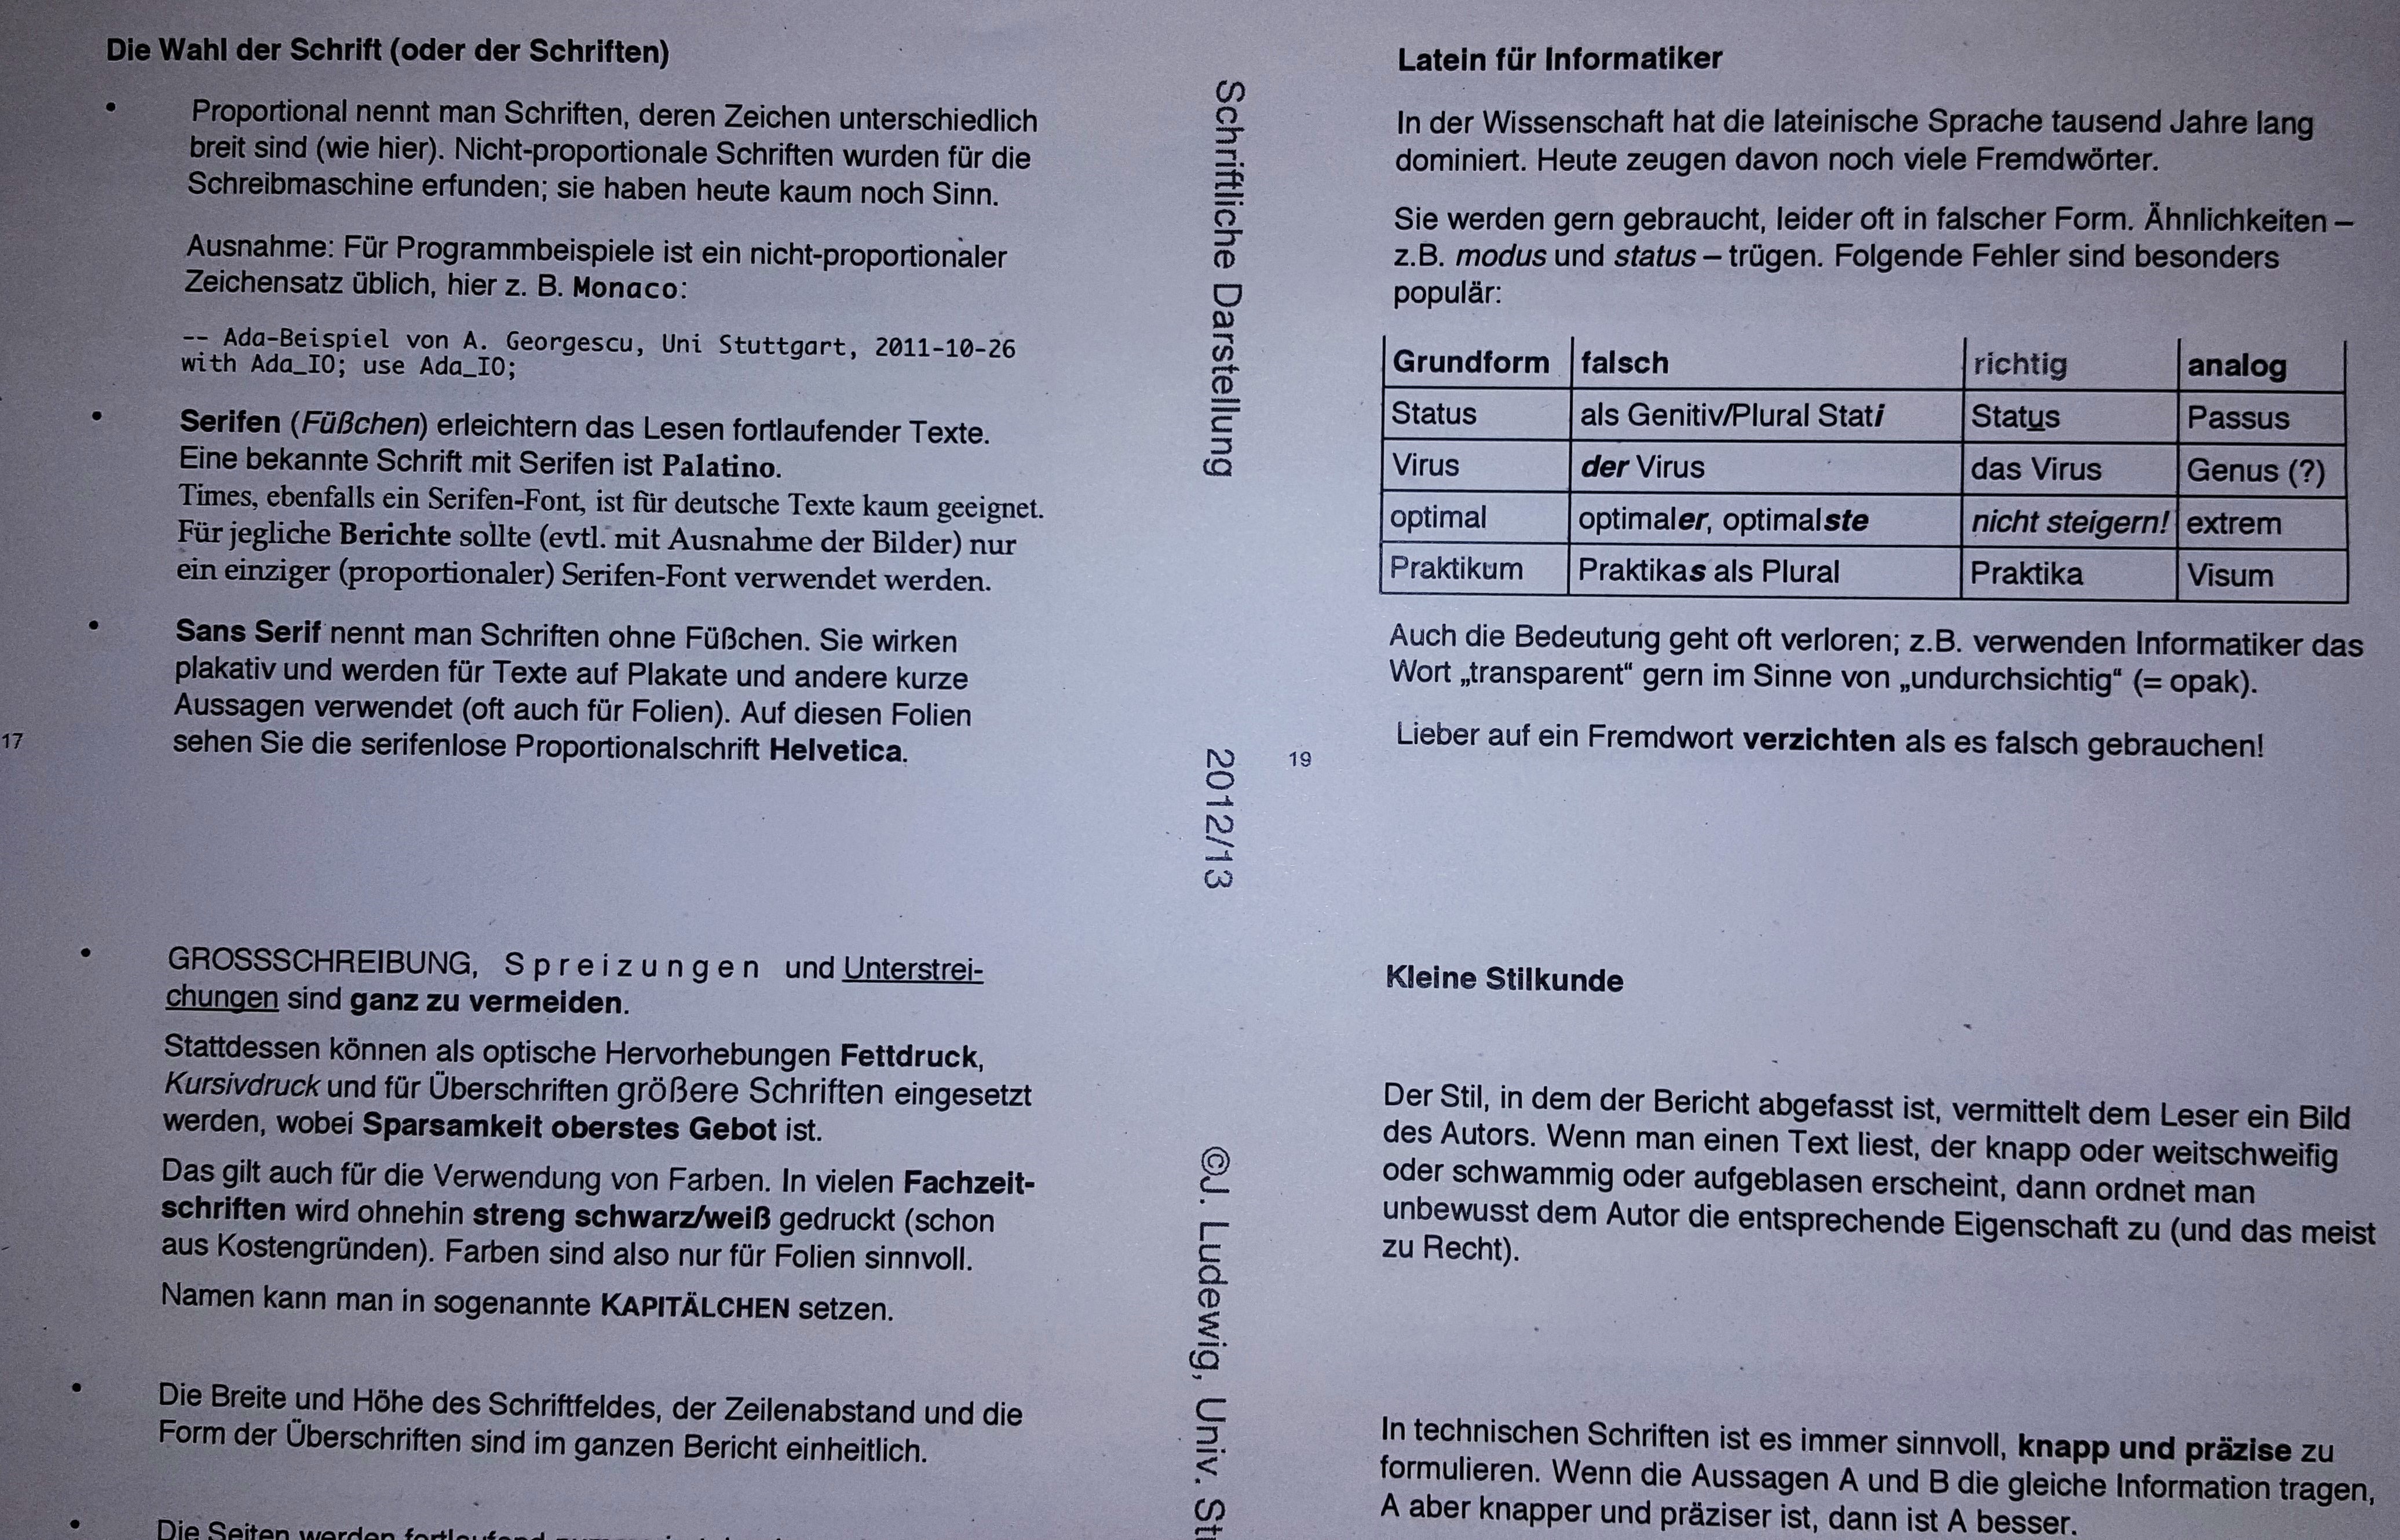 Die Wahl der Schrift (oder der Schriften)
• Proportional nennt man Schriften, deren Zeichen unterschiedlich
breit sind (wie hier). Nicht-proportionale Schriften wurden für die
Schreibmaschine erfunden; sie haben heute kaum noch Sinn.
Ausnahme: Für Programmbeispiele ist ein nicht-proportionaler
Zeichensatz üblich, hier z. B. Monaco:
-- Ada-Beispiel von A. Georgescu, Uni Stuttgart, 2011-10-26
with Ada_IO; use Ada_IO;
• Serifen (Füßchen) erleichtern das Lesen fortlaufender Texte.
Eine bekannte Schrift mit Serifen ist Palatino.
Times, ebenfalls ein Serifen-Font, ist für deutsche Texte kaum geeignet.
Für jegliche Berichte sollte (evtl. mit Ausnahme der Bilder) nur
ein einziger (proportionaler) Serifen-Font verwendet werden.
• Sans Serif nennt man Schriften ohne Füßchen. Sie wirken
plakativ und werden für Texte auf Plakate und andere kurze
Aussagen verwendet (oft auch für Folien). Auf diesen Folien
sehen Sie die serifenlose Proportionalschrift Helvetica.
17
• GROSSSCHREIBUNG, Spreizungen und Unterstrei-
chungen sind ganz zu vermeiden.
Stattdessen können als optische Hervorhebungen Fettdruck,
Kursivdruck und für Überschriften größere Schriften eingesetzt
werden, wobei Sparsamkeit oberstes Gebot ist.
Das gilt auch für die Verwendung von Farben. In vielen Fachzeit-
schriften wird ohnehin streng schwarz/weiß gedruckt (schon
aus Kostengründen). Farben sind also nur für Folien sinnvoll.
Namen kann man in sogenannte KAPITÄLCHEN setzen.
• Die Breite und Höhe des Schriftfeldes, der Zeilenabstand und die
Form der Überschriften sind im ganzen Bericht einheitlich.
• Die Seiten werden fortlaufend
Schriftliche Darstellung 2012/13 ©J. Ludewig, Univ.
Latein für Informatiker
In der Wissenschaft hat die lateinische Sprache tausend Jahre lang
dominiert. Heute zeugen davon noch viele Fremdwörter.
Sie werden gern gebraucht, leider oft in falscher Form. Ähnlichkeiten –
z.B. modus und status – trügen. Folgende Fehler sind besonders
populär:
Grundform falsch richtig analog
Status als Genitiv/Plural Stati Status Passus
Virus der Virus das Virus Genus (?)
optimal optimaler, optimalste nicht steigern! extrem
Praktikum Praktikas als Plural Praktika Visum
Auch die Bedeutung geht oft verloren; z.B. verwenden Informatiker das
Wort „transparent“ gern im Sinne von „undurchsichtig“ (= opak).
Lieber auf ein Fremdwort verzichten als es falsch gebrauchen!
19
Kleine Stilkunde
Der Stil, in dem der Bericht abgefasst ist, vermittelt dem Leser ein Bild
des Autors. Wenn man einen Text liest, der knapp oder weitschweifig
oder schwammig oder aufgeblasen erscheint, dann ordnet man
unbewusst dem Autor die entsprechende Eigenschaft zu (und das meist
zu Recht).
In technischen Schriften ist es immer sinnvoll, knapp und präzise zu
formulieren. Wenn die Aussagen A und B die gleiche Information tragen,
A aber knapper und präziser ist, dann ist A besser.